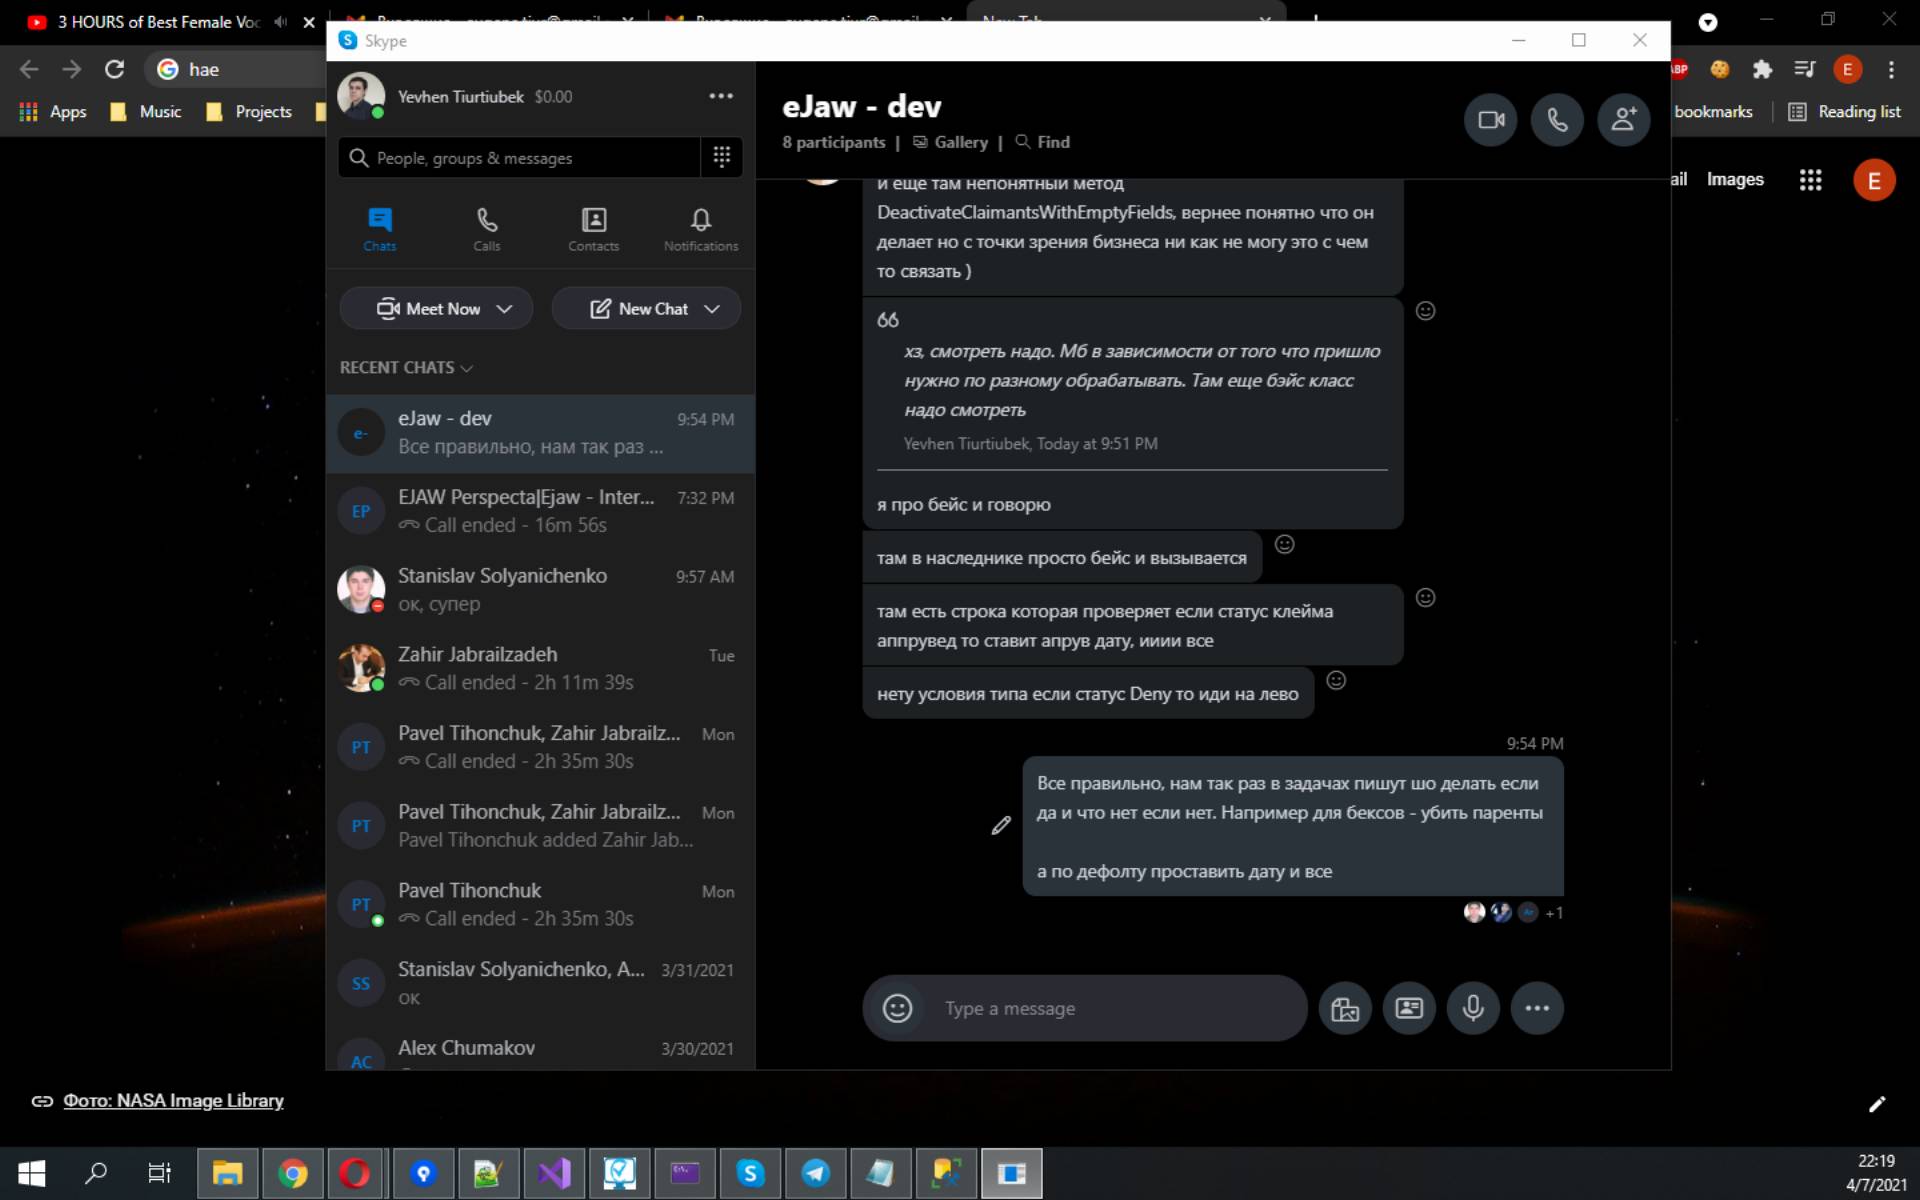 3 HOURS of Best Female Voc
New Tab
hae
Apps
Music
Projects
ABP
E
bookmarks
Reading list
ail
Images
E
Skype
Yevhen Tiurtiubek $0.00
People, groups & messages
Chats
Calls
Contacts
Notifications
Meet Now
New Chat
RECENT CHATS
e-
eJaw - dev
9:54 PM
Все правильно, нам так раз ...
EP
EJAW Perspecta|Ejaw - Inter...
7:32 PM
Call ended - 16m 56s
Stanislav Solyanichenko
9:57 AM
ок, супер
Zahir Jabrailzadeh
Tue
Call ended - 2h 11m 39s
PT
Pavel Tihonchuk, Zahir Jabrailz...
Mon
Call ended - 2h 35m 30s
PT
Pavel Tihonchuk, Zahir Jabrailz...
Mon
Pavel Tihonchuk added Zahir Jab...
PT
Pavel Tihonchuk
Mon
Call ended - 2h 35m 30s
SS
Stanislav Solyanichenko, A...
3/31/2021
ок
AC
Alex Chumakov
3/30/2021
eJaw - dev
8 participants | Gallery | Find
и еще там непонятный метод
DeactivateClaimantsWithEmptyFields, вернее понятно что он
делает но с точки зрения бизнеса ни как не могу это с чем
то связать )
хз, смотреть надо. Мб в зависимости от того что пришло
нужно по разному обрабатывать. Там еще бэйс класс
надо смотреть
Yevhen Tiurtiubek, Today at 9:51 PM
я про бейс и говорю
там в наследнике просто бейс и вызывается
там есть строка которая проверяет если статус клейма
аппрувед то ставит апрув дату, ииии все
нету условия типа если статус Deny то иди на лево
9:54 PM
Все правильно, нам так раз в задачах пишут шо делать если
да и что нет если нет. Например для бексов - убить паренты
а по дефолту проставить дату и все
Ar
+1
Type a message
Фото: NASA Image Library
22:19
4/7/2021